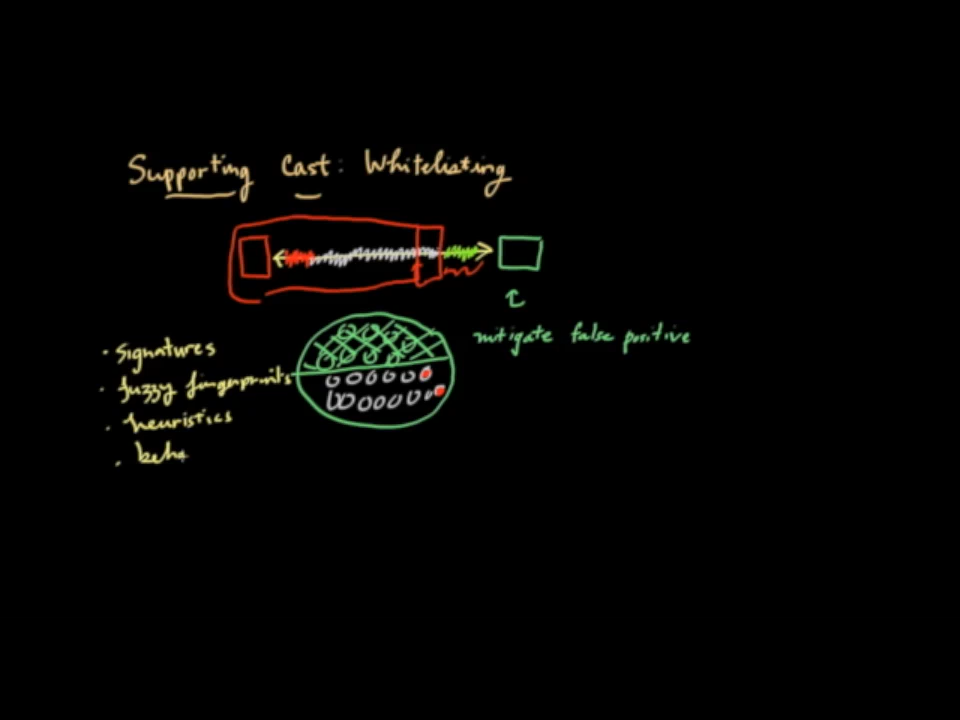 Supporting Cast: Whitelisting
mitigate false positive
· signatures
· fuzzy fingerprints
· heuristics
· beha